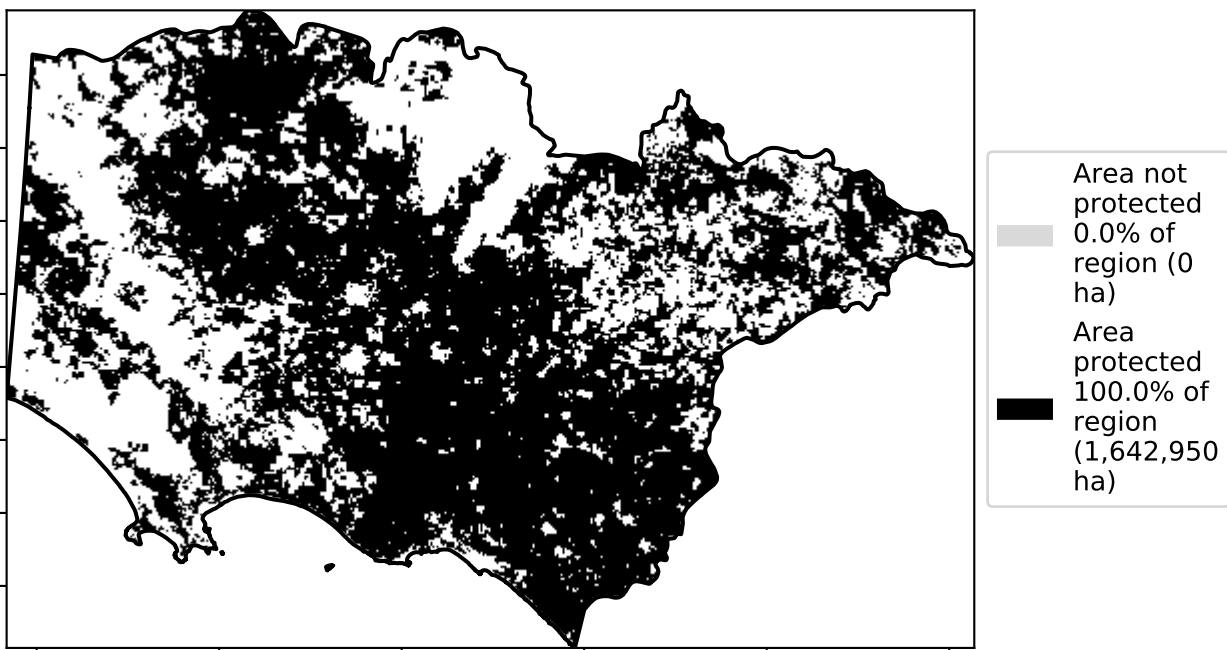 Area not
protected
0.0% of
region (0
ha)
Area
protected
100.0% of
region
(1,642,950
ha)